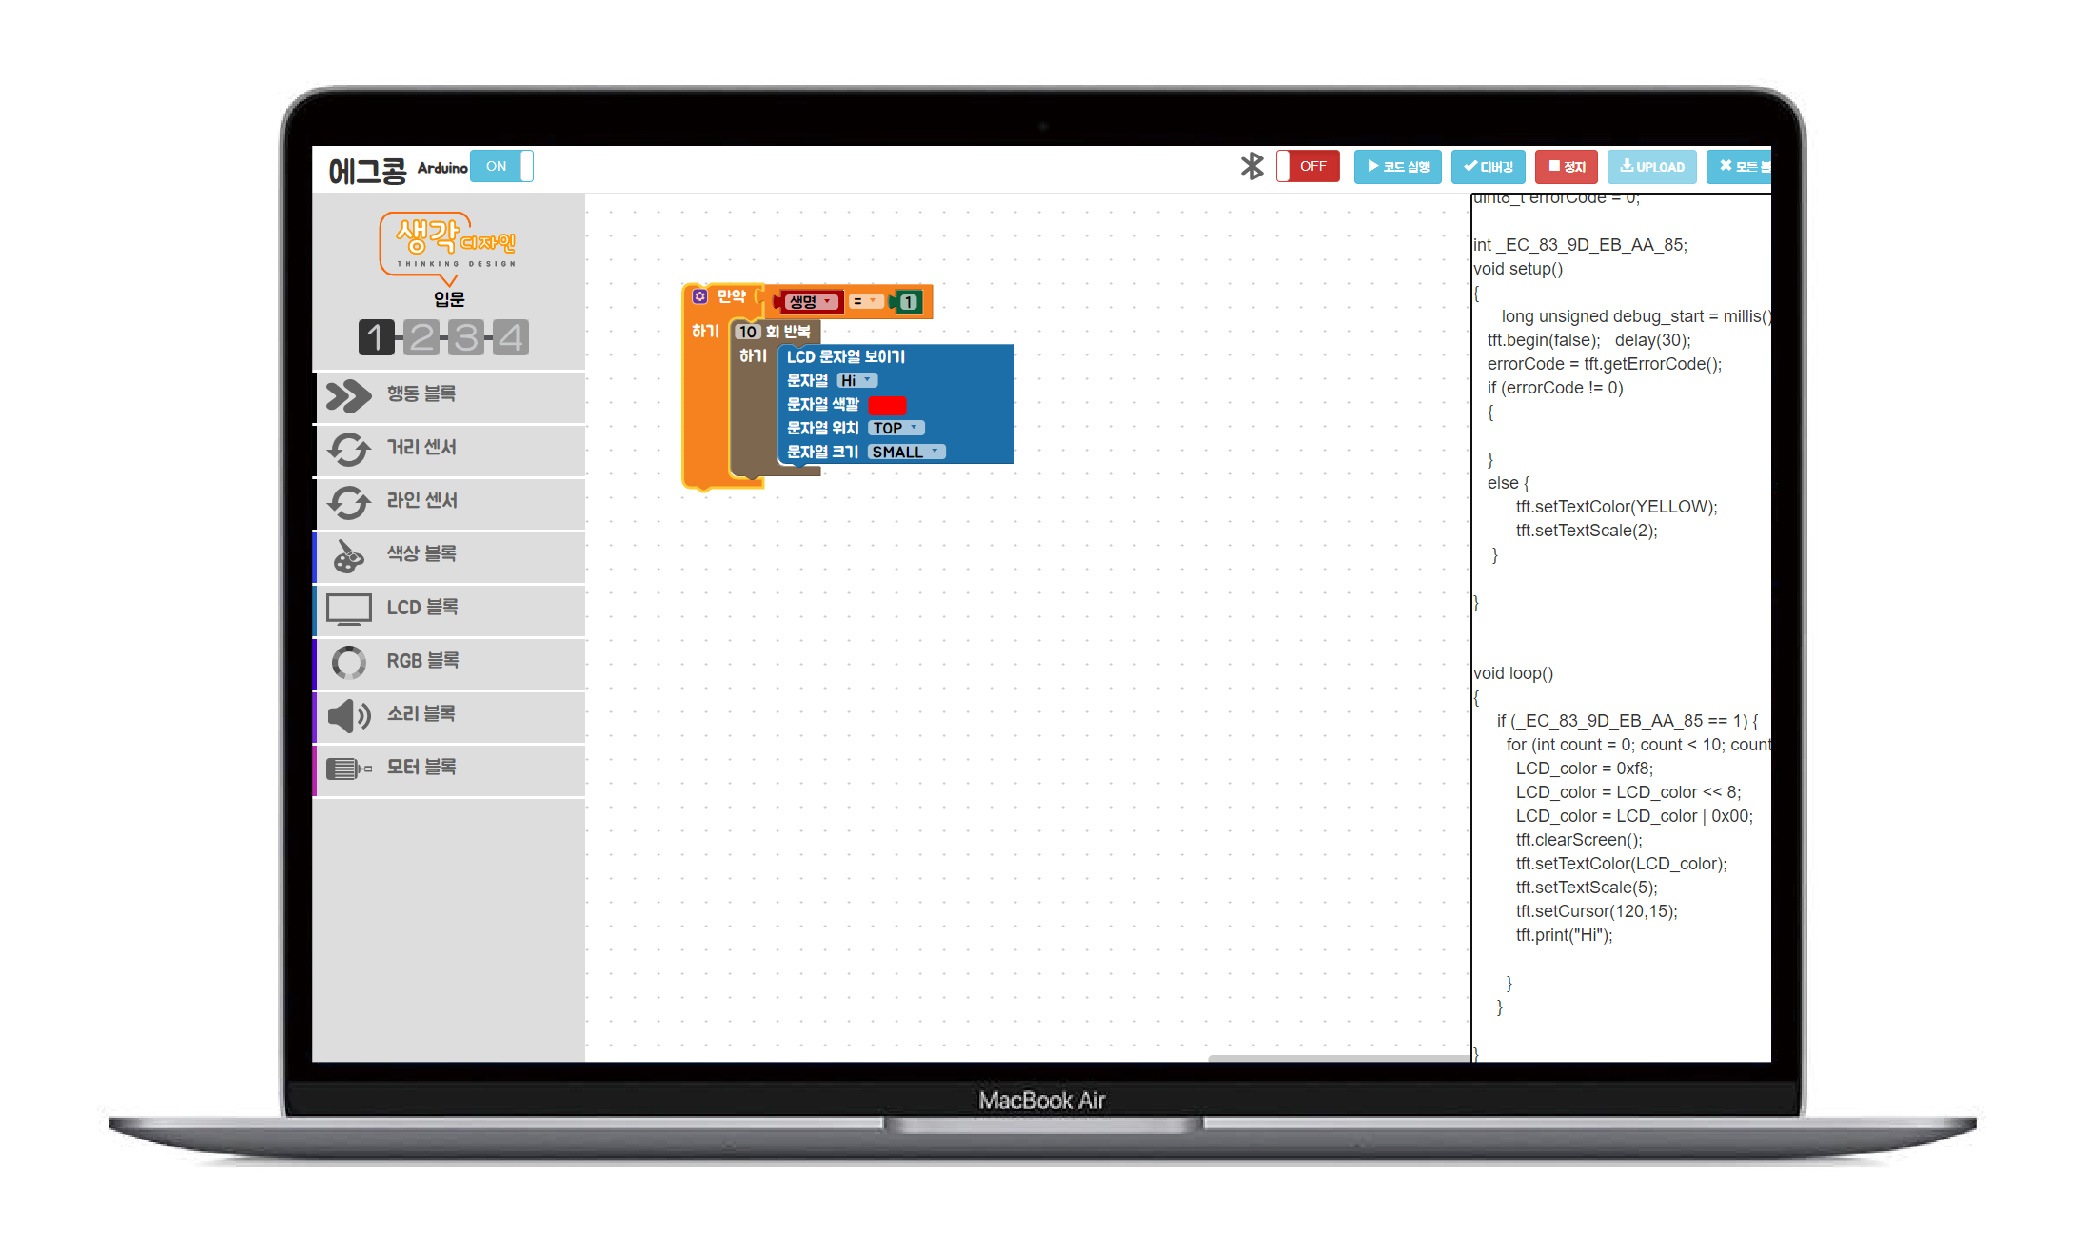 에그콩 Arduino ON OFF 코드 실행 디버깅 정지 UPLOAD 모든 블
생각디자인
THINKING DESIGN
입문
1 2 3 4
행동 블록
거리 센서
라인 센서
색상 블록
LCD 블록
RGB 블록
소리 블록
모터 블록
만약 생명 = 1
하기 10 회 반복
하기 LCD 문자열 보이기
문자열 Hi
문자열 색깔
문자열 위치 TOP
문자열 크기 SMALL
uint8_t errorCode = 0;
int _EC_83_9D_EB_AA_85;
void setup()
{
long unsigned debug_start = millis()
tft.begin(false); delay(30);
errorCode = tft.getErrorCode();
if (errorCode != 0)
{
}
else {
tft.setTextColor(YELLOW);
tft.setTextScale(2);
}
}
void loop()
{
if (_EC_83_9D_EB_AA_85 == 1) {
for (int count = 0; count < 10; count
LCD_color = 0xf8;
LCD_color = LCD_color << 8;
LCD_color = LCD_color | 0x00;
tft.clearScreen();
tft.setTextColor(LCD_color);
tft.setTextScale(5);
tft.setCursor(120,15);
tft.print("Hi");
}
}
}
MacBook Air